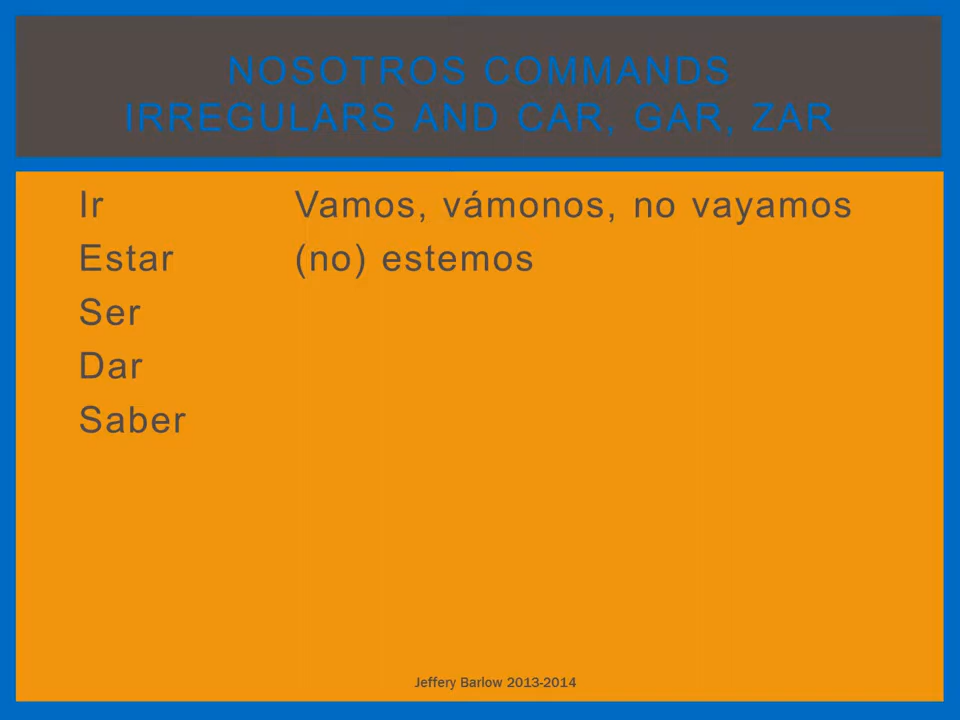 NOSOTROS COMMANDS
IRREGULARS AND CAR, GAR, ZAR
Ir Vamos, vámonos, no vayamos
Estar (no) estemos
Ser
Dar
Saber
Jeffery Barlow 2013-2014